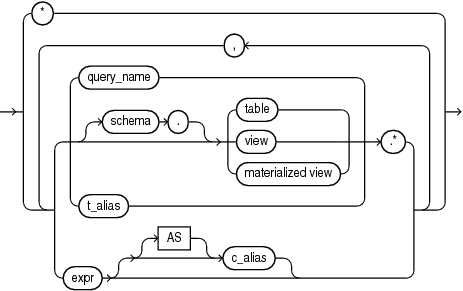 *
,
query_name
schema .
table
view
.*
materialized view
t_alias
AS
c_alias
expr